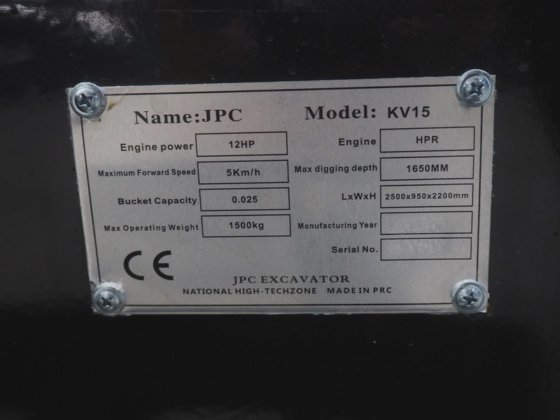 Name:JPC Model: KV15
Engine power 12HP Engine HPR
Maximum Forward Speed 5Km/h Max digging depth 1650MM
Bucket Capacity 0.025 LxWxH 2500x950x2200mm
Max Operating Weight 1500kg Manufacturing Year
Serial No.
CE
JPC EXCAVATOR
NATIONAL HIGH-TECHZONE MADE IN PRC